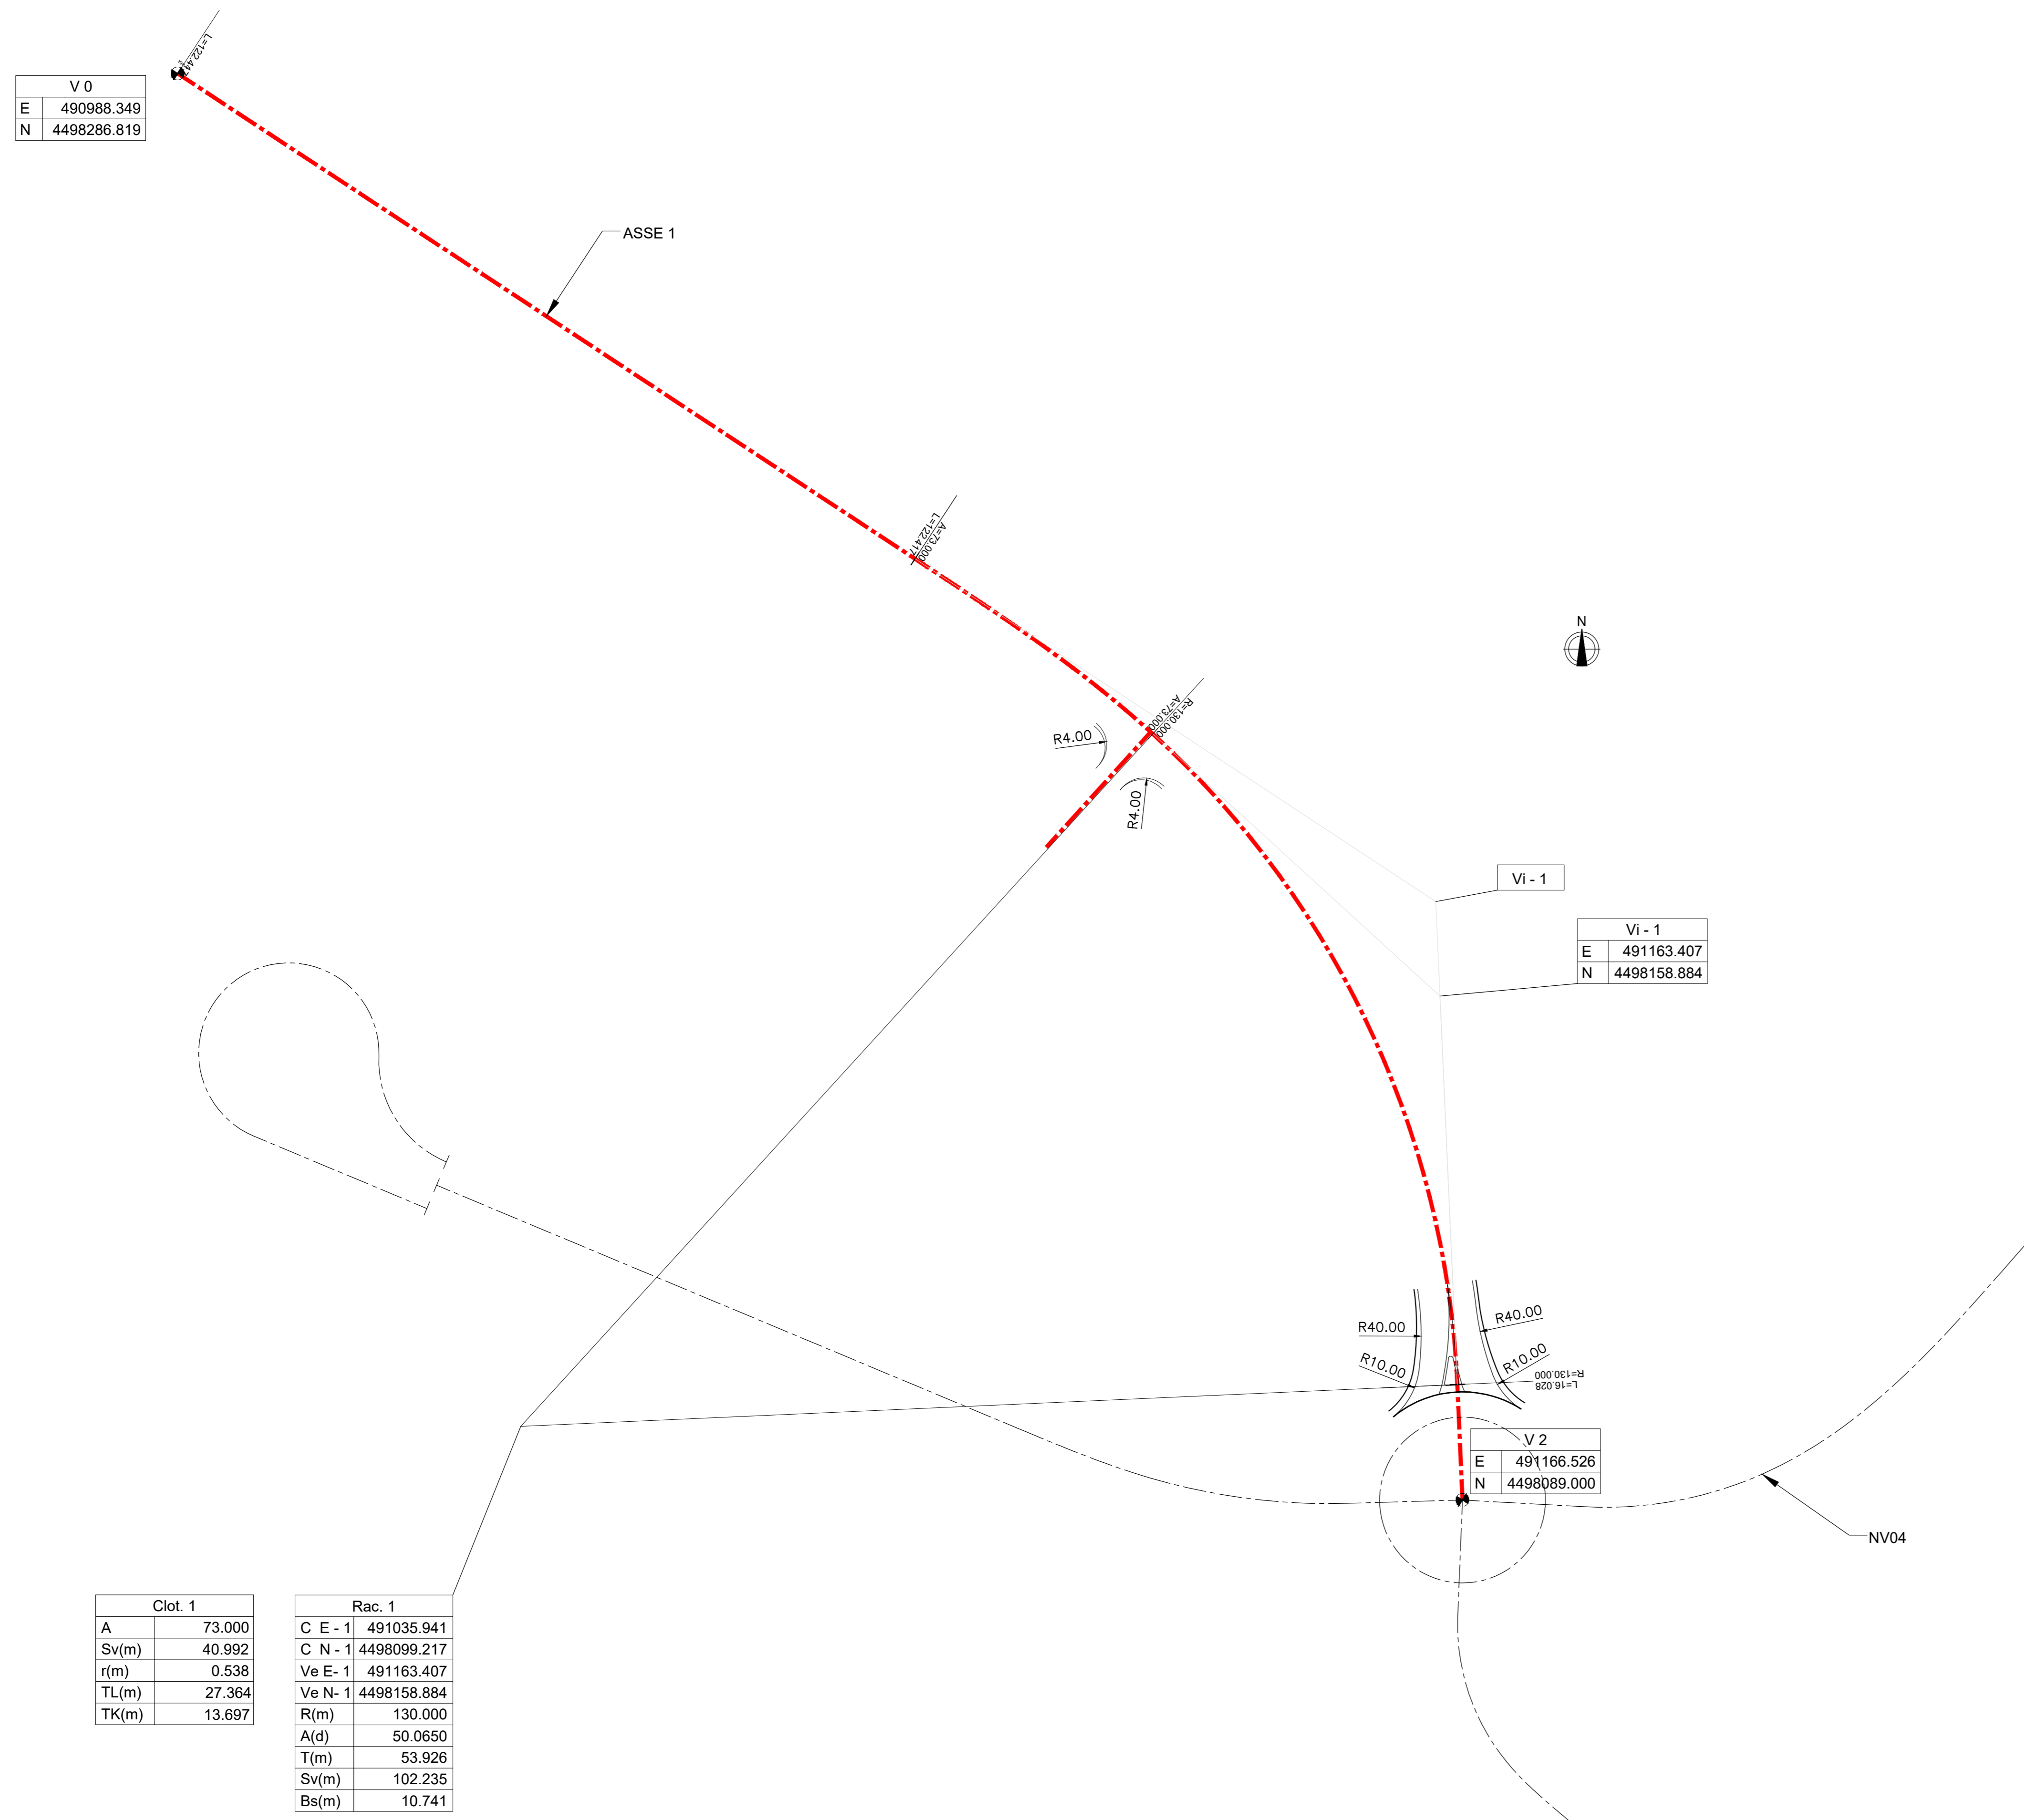 L=122.417
V 0
E 490988.349
N 4498286.819
ASSE 1
L=122.417
A=73.000
N
A=73.000
R=130.000
R4.00
R4.00
Vi - 1
Vi - 1
E 491163.407
N 4498158.884
R40.00
R40.00
R10.00
R10.00
R=130.000
L=16.028
V 2
E 491166.526
N 4498089.000
NV04
Clot. 1
A 73.000
Sv(m) 40.992
r(m) 0.538
TL(m) 27.364
TK(m) 13.697
Rac. 1
C E - 1 491035.941
C N - 1 4498099.217
Ve E- 1 491163.407
Ve N- 1 4498158.884
R(m) 130.000
A(d) 50.0650
T(m) 53.926
Sv(m) 102.235
Bs(m) 10.741